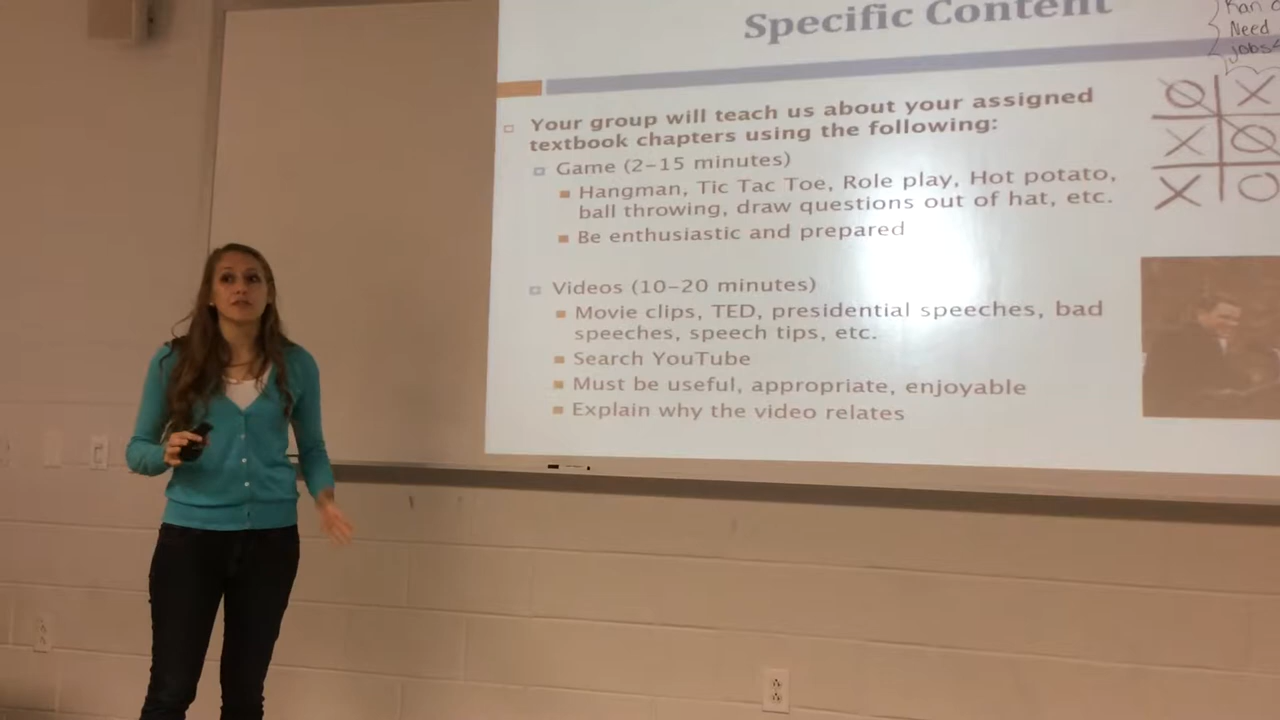 Specific Content
Need
jobs
Your group will teach us about your assigned
textbook chapters using the following:
Game (2–15 minutes)
Hangman, Tic Tac Toe, Role play, Hot potato,
ball throwing, draw questions out of hat, etc.
Be enthusiastic and prepared
Videos (10–20 minutes)
Movie clips, TED, presidential speeches, bad
speeches, speech tips, etc.
Search YouTube
Must be useful, appropriate, enjoyable
Explain why the video relates